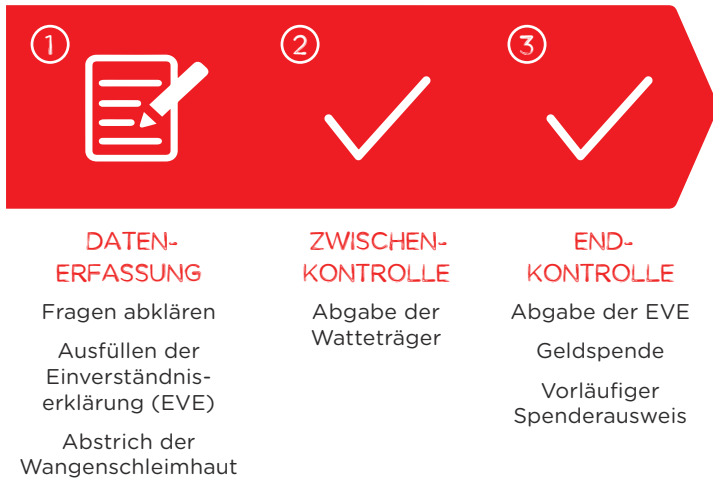 1
DATEN-
ERFASSUNG
Fragen abklären
Ausfüllen der
Einverständnis-
erklärung (EVE)
Abstrich der
Wangenschleimhaut
2
ZWISCHEN-
KONTROLLE
Abgabe der
Watteträger
3
END-
KONTROLLE
Abgabe der EVE
Geldspende
Vorläufiger
Spenderausweis